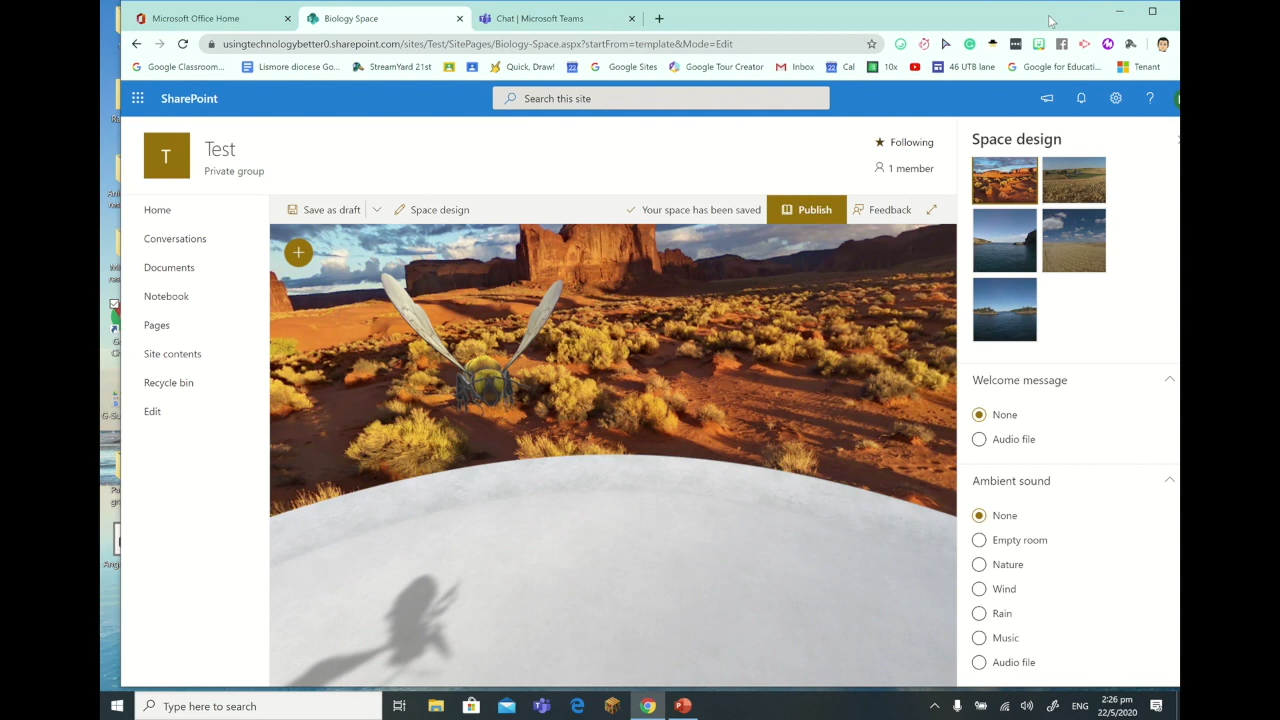 Microsoft Office Home
Biology Space
Chat | Microsoft Teams
usingtechnologybetter0.sharepoint.com/sites/Test/SitePages/Biology-Space.aspx?startFrom=template&Mode=Edit
Google Classroom... Lismore diocese Go... StreamYard 21st Quick, Draw! Google Sites Google Tour Creator Inbox Cal 10x 46 UTB lane Google for Educati... Tenant
SharePoint
Search this site
T
Test
Private group
Following
1 member
Home
Conversations
Documents
Notebook
Pages
Site contents
Recycle bin
Edit
Save as draft
Space design
Your space has been saved
Publish
Feedback
Space design
Welcome message
None
Audio file
Ambient sound
None
Empty room
Nature
Wind
Rain
Music
Audio file
Type here to search
ENG
2:26 pm
22/5/2020